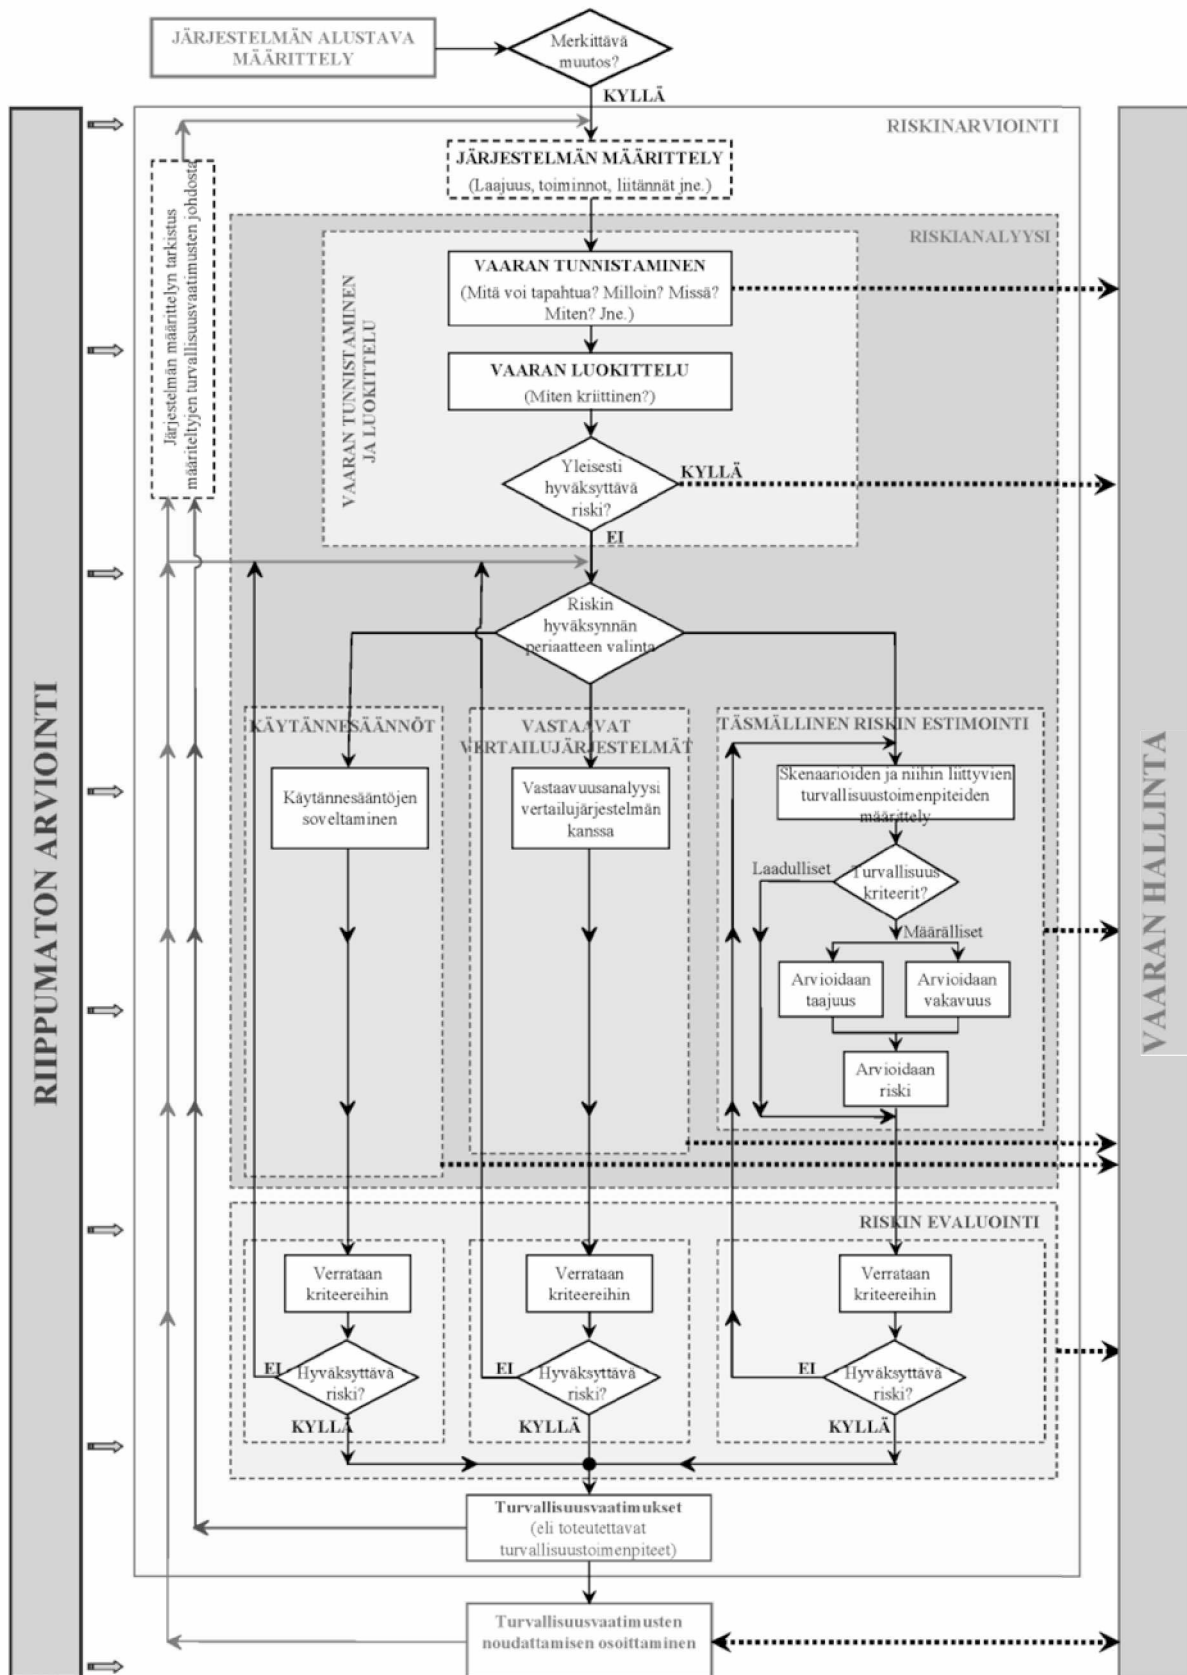 JÄRJESTELMÄN ALUSTAVA
MÄÄRITTELY
Merkittävä
muutos?
KYLLÄ
RISKINARVIOINTI
JÄRJESTELMÄN MÄÄRITTELY
(Laajuus, toiminnot, liitännät jne.)
RISKIANALYYSI
Järjestelmän määrittelyn tarkistus
määriteltyjen turvallisuusvaatimusten johdosta
VAARAN TUNNISTAMINEN
JA LUOKITTELU
VAARAN TUNNISTAMINEN
(Mitä voi tapahtua? Milloin? Missä?
Miten? Jne.)
VAARAN LUOKITTELU
(Miten kriittinen?)
Yleisesti
hyväksyttävä
riski?
KYLLÄ
EI
Riskin
hyväksynnän
periaatteen valinta
RIIPPUMATON ARVIOINTI
VAARAN HALLINTA
KÄYTÄNNESÄÄNNÖT
VASTAAVAT
VERTAILUJÄRJESTELMÄT
TÄSMÄLLINEN RISKIN ESTIMOINTI
Käytännesääntöjen
soveltaminen
Vastaavuusanalyysi
vertailujärjestelmän
kanssa
Skenaarioiden ja niihin liittyvien
turvallisuustoimenpiteiden
määrittely
Laadulliset
Turvallisuus
kriteerit?
Määrälliset
Arvioidaan
taajuus
Arvioidaan
vakavuus
Arvioidaan
riski
RISKIN EVALUOINTI
Verrataan
kriteereihin
Verrataan
kriteereihin
Verrataan
kriteereihin
EI
Hyväksyttävä
riski?
KYLLÄ
EI
Hyväksyttävä
riski?
KYLLÄ
EI
Hyväksyttävä
riski?
KYLLÄ
Turvallisuusvaatimukset
(eli toteutettavat
turvallisuustoimenpiteet)
Turvallisuusvaatimusten
noudattamisen osoittaminen